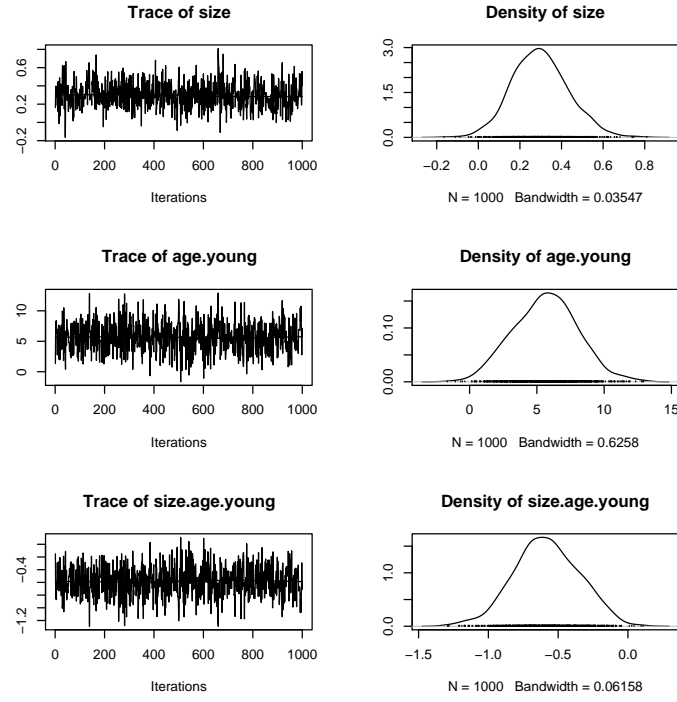 Trace of size
−0.2 0.2 0.6
0 200 400 600 800 1000
Iterations
Density of size
0.0 1.5 3.0
−0.2 0.0 0.2 0.4 0.6 0.8
N = 1000 Bandwidth = 0.03547
Trace of age.young
0 5 10
0 200 400 600 800 1000
Iterations
Density of age.young
0.00 0.10
0 5 10 15
N = 1000 Bandwidth = 0.6258
Trace of size.age.young
−1.2 −0.4
0 200 400 600 800 1000
Iterations
Density of size.age.young
0.0 1.0
−1.5 −1.0 −0.5 0.0
N = 1000 Bandwidth = 0.06158